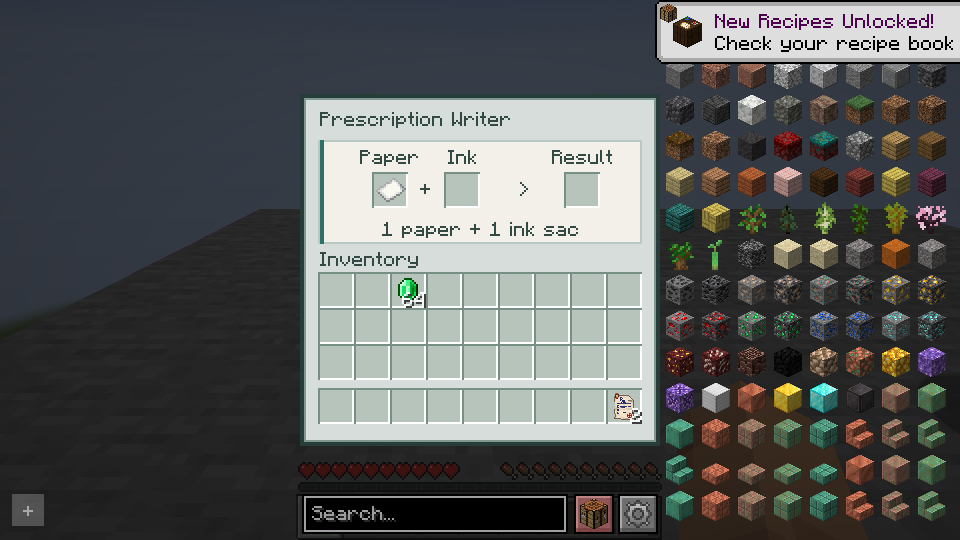 New Recipes Unlocked!
Check your recipe book
Prescription Writer
Paper
Ink
Result
+
>
1 paper + 1 ink sac
Inventory
2
+
Search...